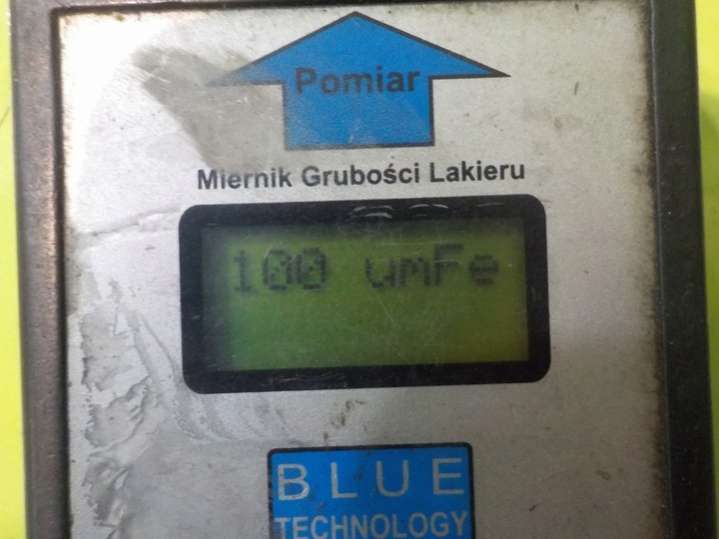 Pomiar
Miernik Grubości Lakieru
100 umFe
BLUE
TECHNOLOGY